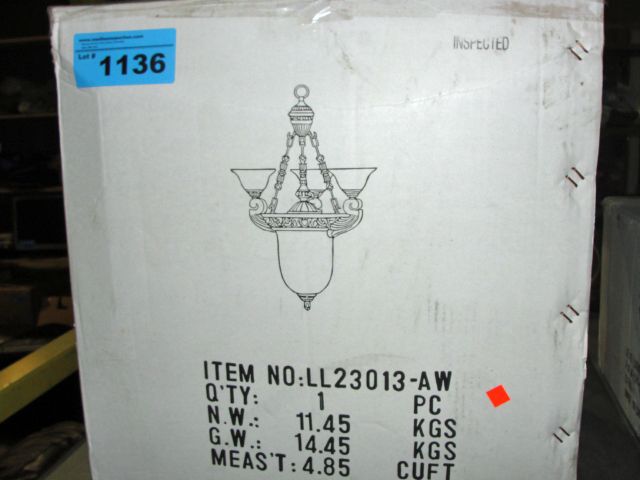 Lot #
1136
INSPECTED
ITEM NO:LL23013-AW
Q'TY: 1 PC
N.W.: 11.45 KGS
G.W.: 14.45 KGS
MEAS'T: 4.85 CUFT